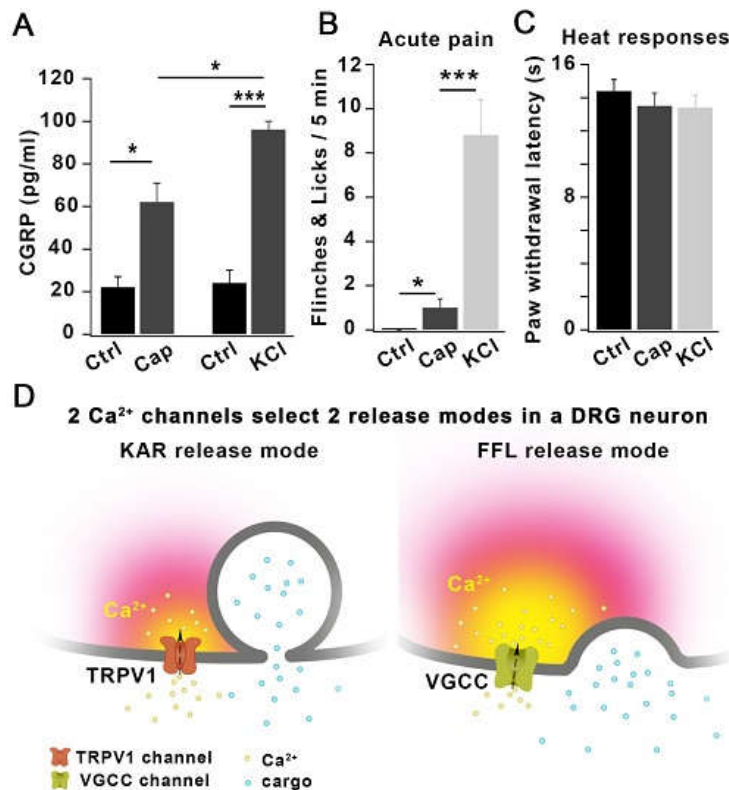 A
CGRP (pg/ml)
120
100
80
60
40
20
0
*
*
***
Ctrl
Cap
Ctrl
KCl
B
Acute pain
Flinches & Licks / 5 min
12
10
8
6
4
2
0
*
***
Ctrl
Cap
KCl
C
Heat responses
Paw withdrawal latency (s)
16
8
0
Ctrl
Cap
KCl
D
2 Ca²⁺ channels select 2 release modes in a DRG neuron
KAR release mode
FFL release mode
Ca²⁺
TRPV1
Ca²⁺
VGCC
TRPV1 channel
VGCC channel
Ca²⁺
cargo